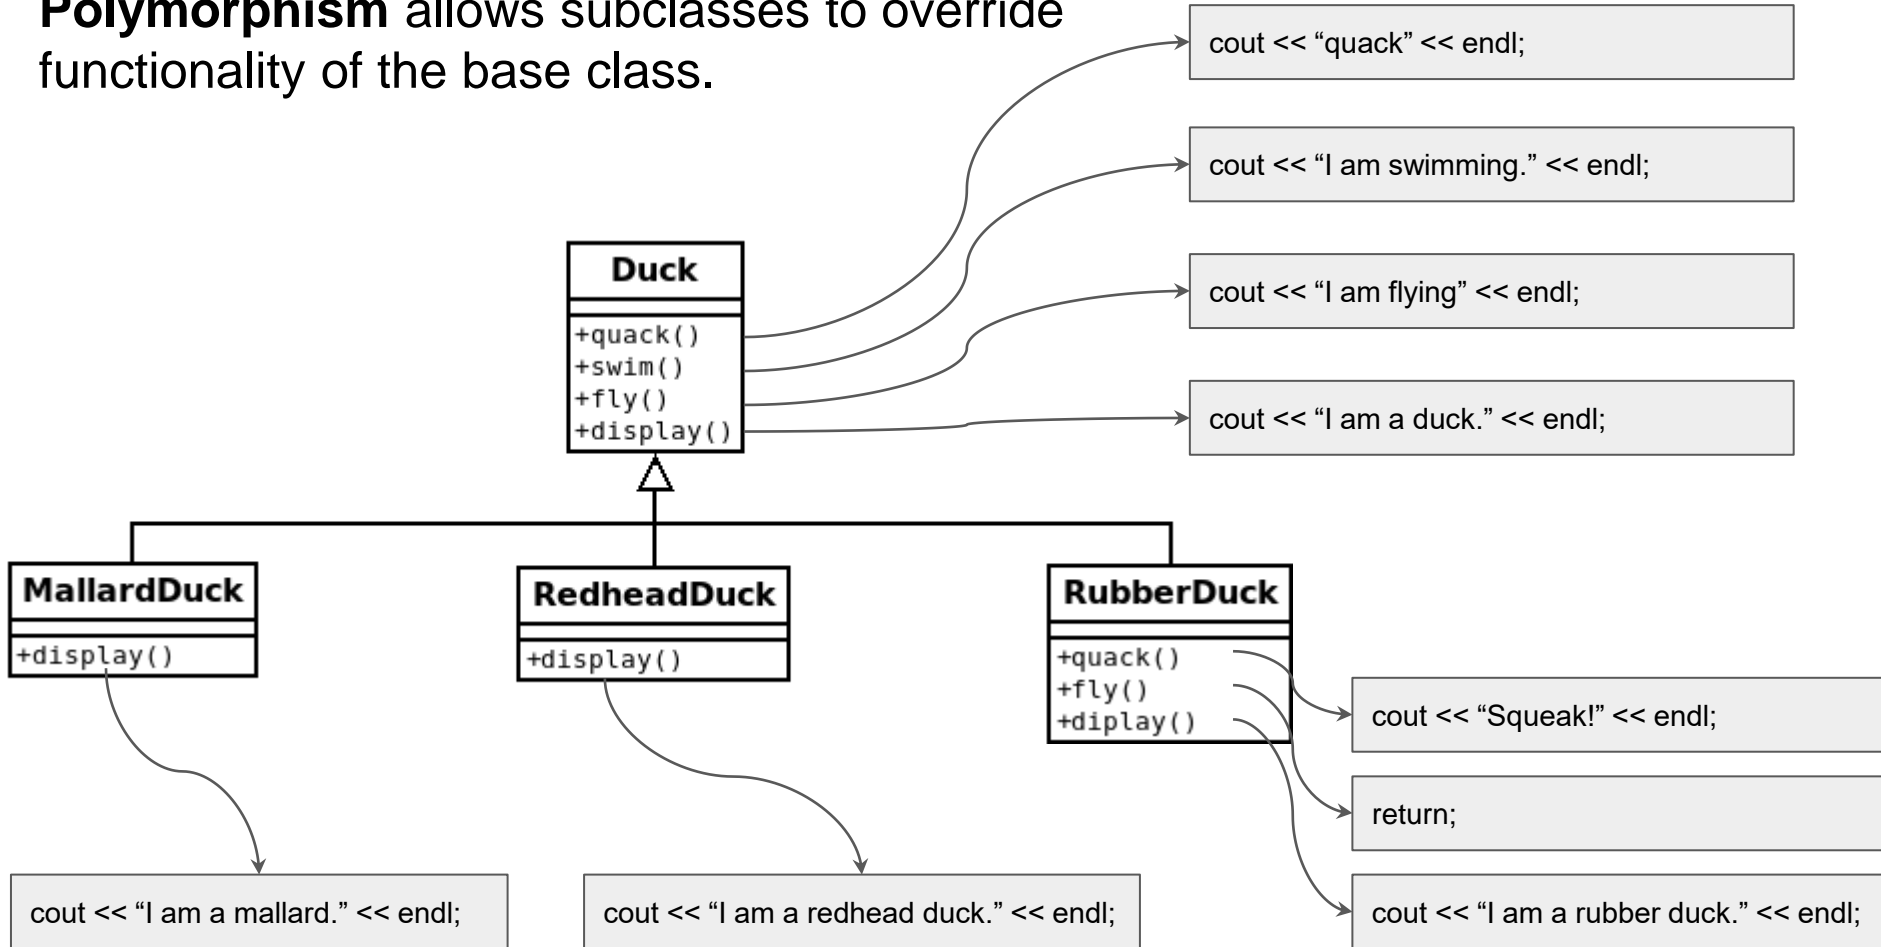 Polymorphism allows subclasses to override
functionality of the base class.
cout << “quack” << endl;
cout << “I am swimming.” << endl;
cout << “I am flying” << endl;
cout << “I am a duck.” << endl;
Duck
+quack()
+swim()
+fly()
+display()
MallardDuck
+display()
RedheadDuck
+display()
RubberDuck
+quack()
+fly()
+diplay()
cout << “Squeak!” << endl;
return;
cout << “I am a mallard.” << endl;
cout << “I am a redhead duck.” << endl;
cout << “I am a rubber duck.” << endl;